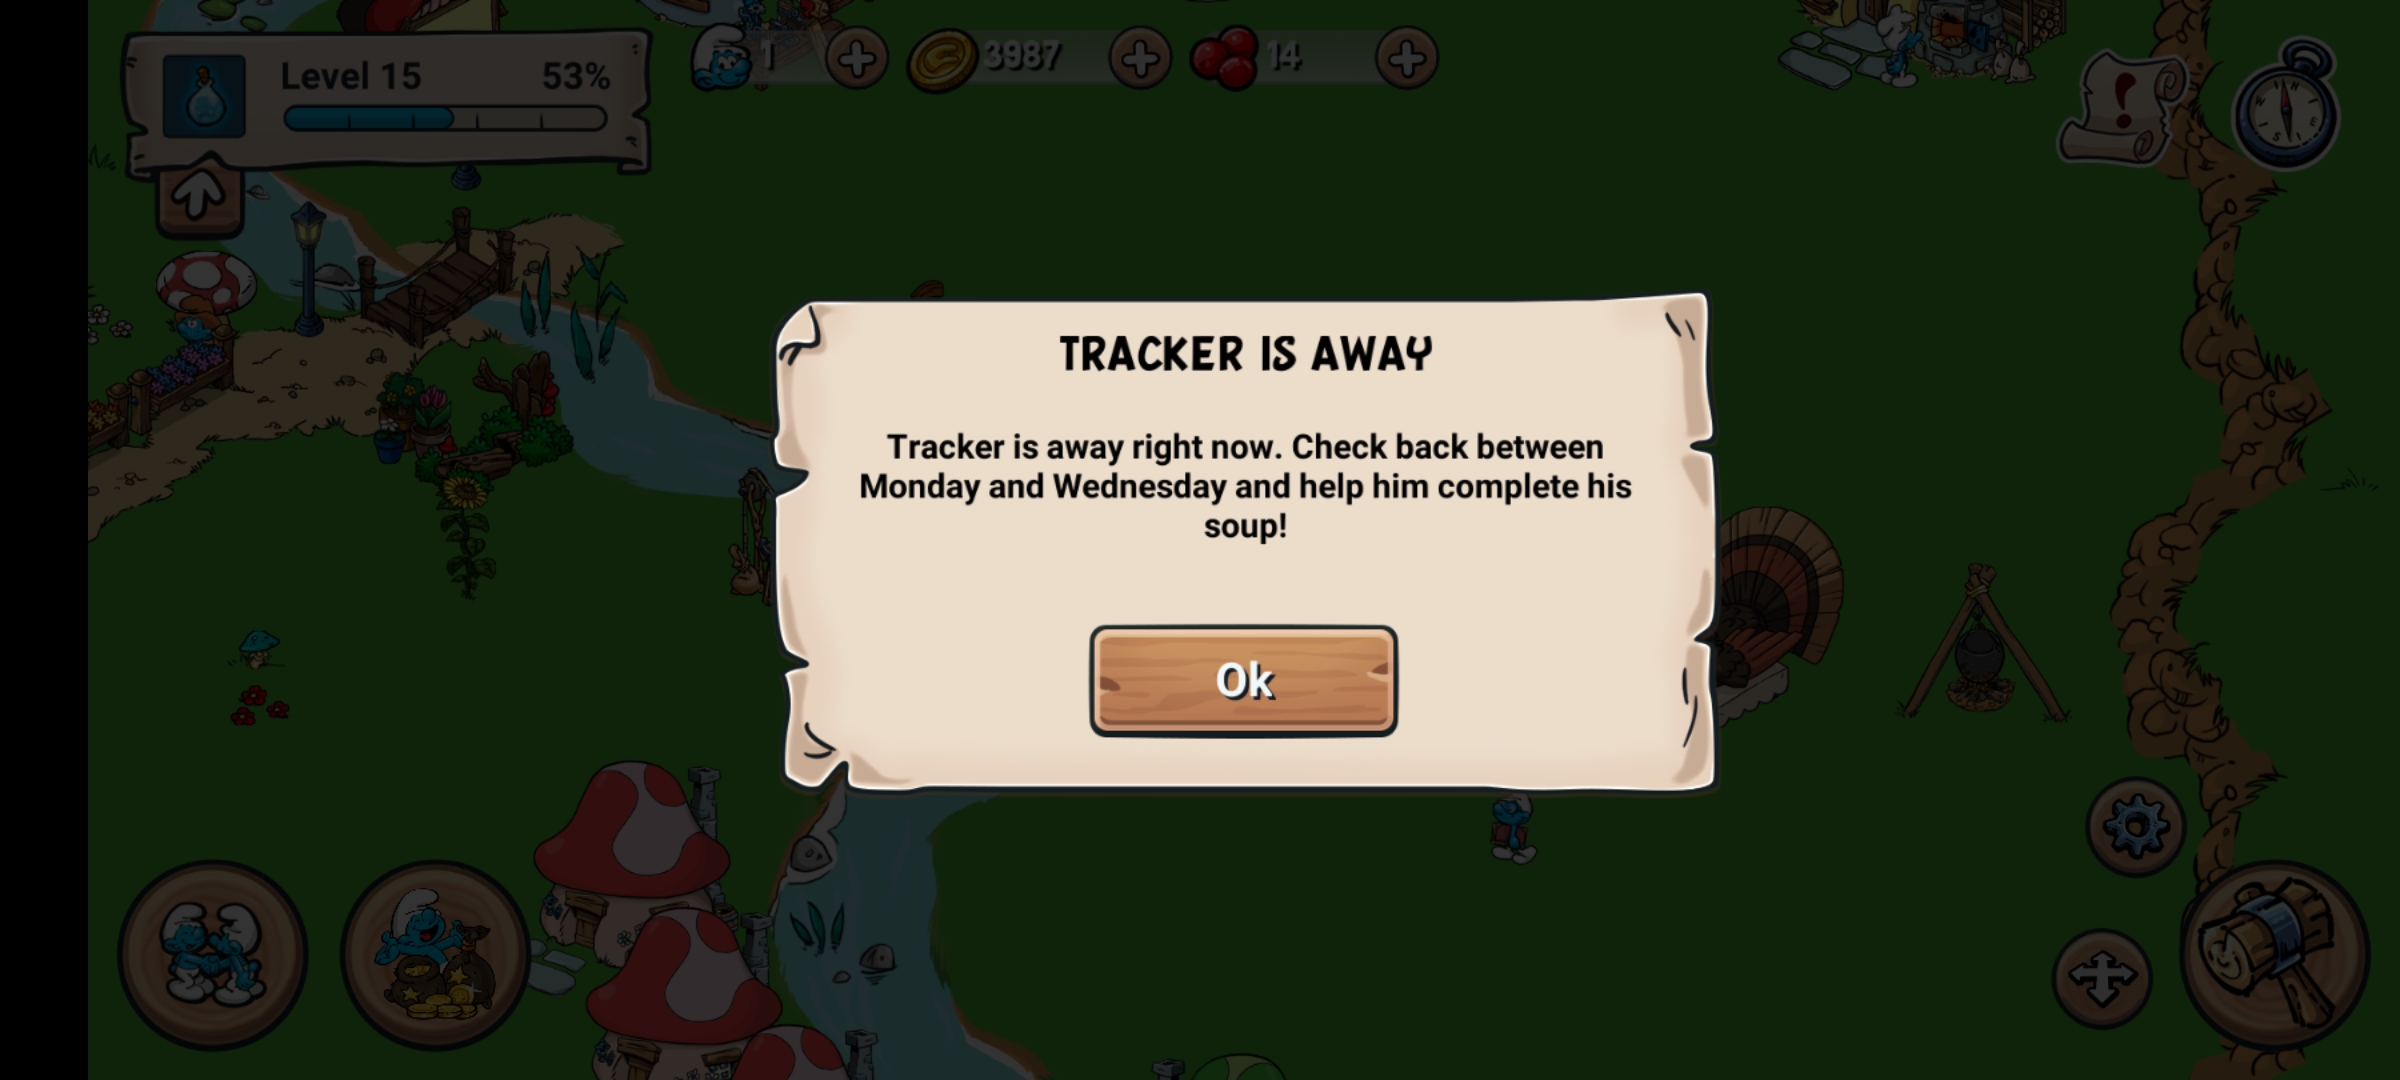 Level 15 53%
1
3987
14
TRACKER IS AWAY
Tracker is away right now. Check back between
Monday and Wednesday and help him complete his
soup!
Ok